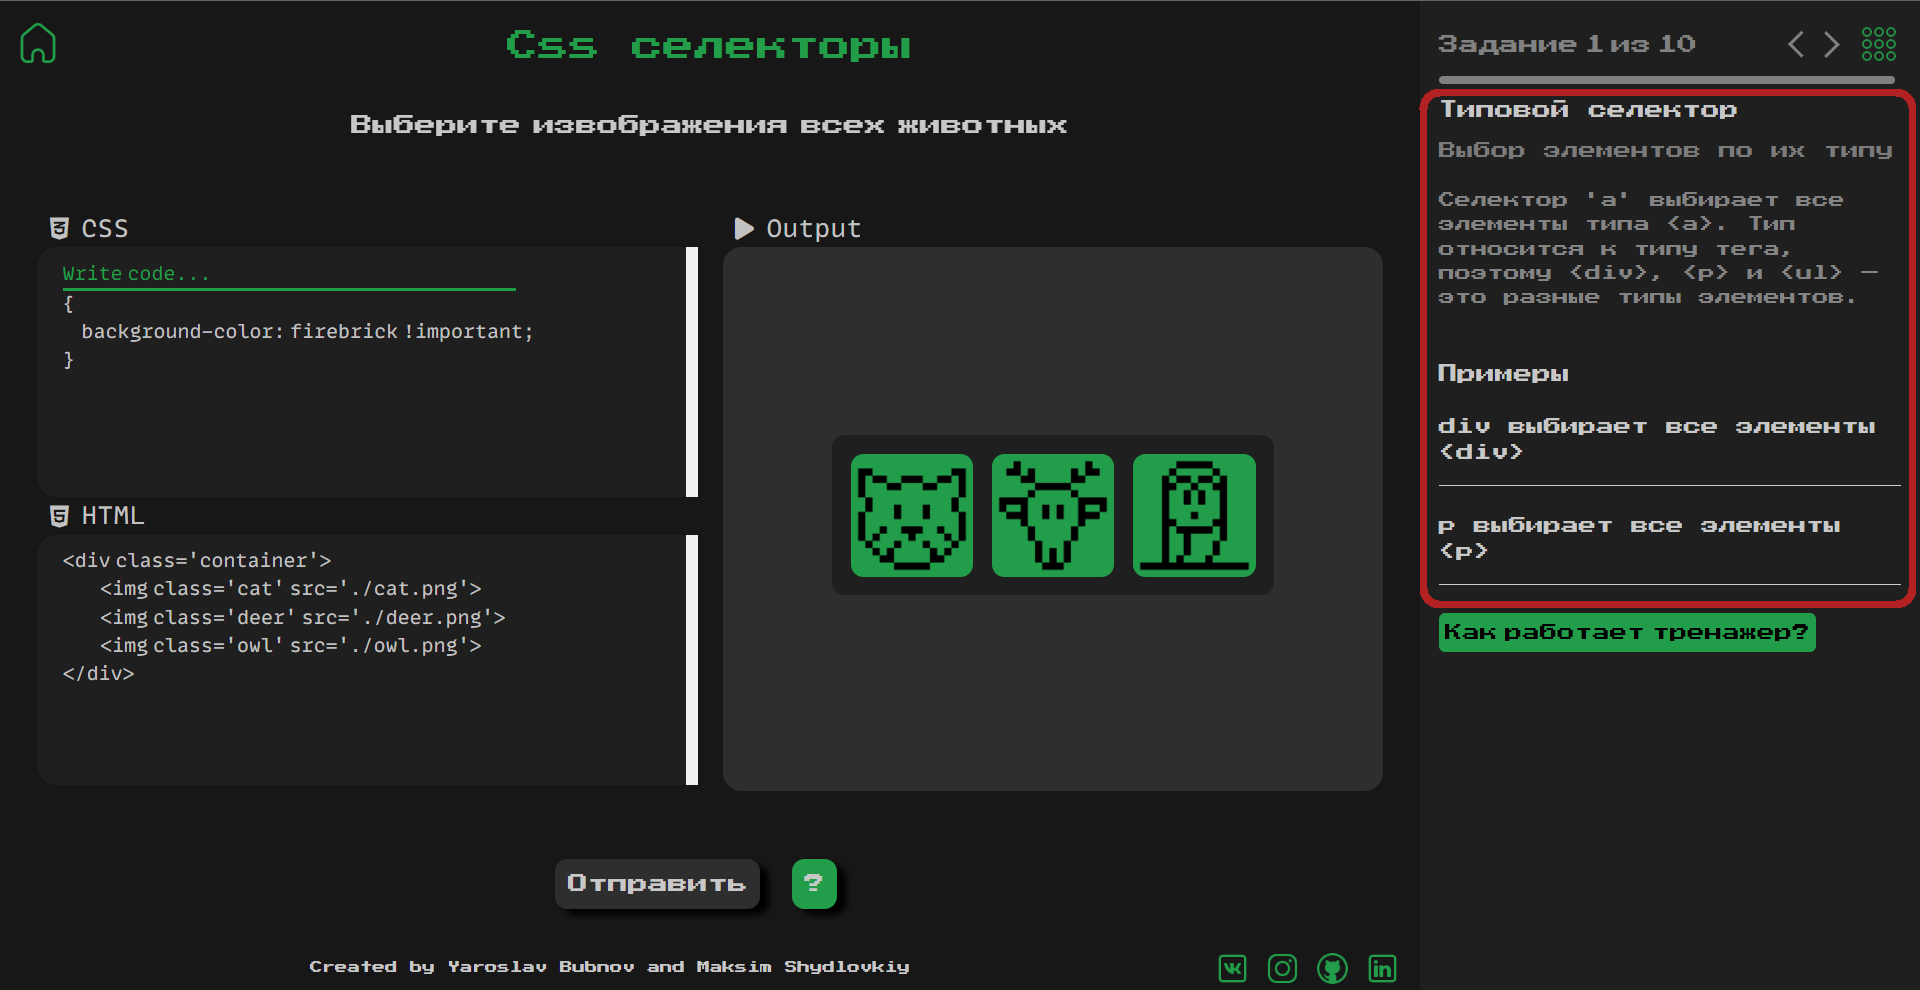 Css селекторы
Выберите извображения всех животных
CSS
Write code...
{
background-color: firebrick !important;
}
HTML
<div class='container'>
<img class='cat' src='./cat.png'>
<img class='deer' src='./deer.png'>
<img class='owl' src='./owl.png'>
</div>
Output
Отправить
?
Created by Yaroslav Bubnov and Maksim Shydlovkiy
Задание 1 из 10
Типовой селектор
Выбор элементов по их типу
Селектор 'a' выбирает все
элементы типа <a>. Тип
относится к типу тега,
поэтому <div>, <p> и <ul> —
это разные типы элементов.
Примеры
div выбирает все элементы
<div>
p выбирает все элементы
<p>
Как работает тренажер?